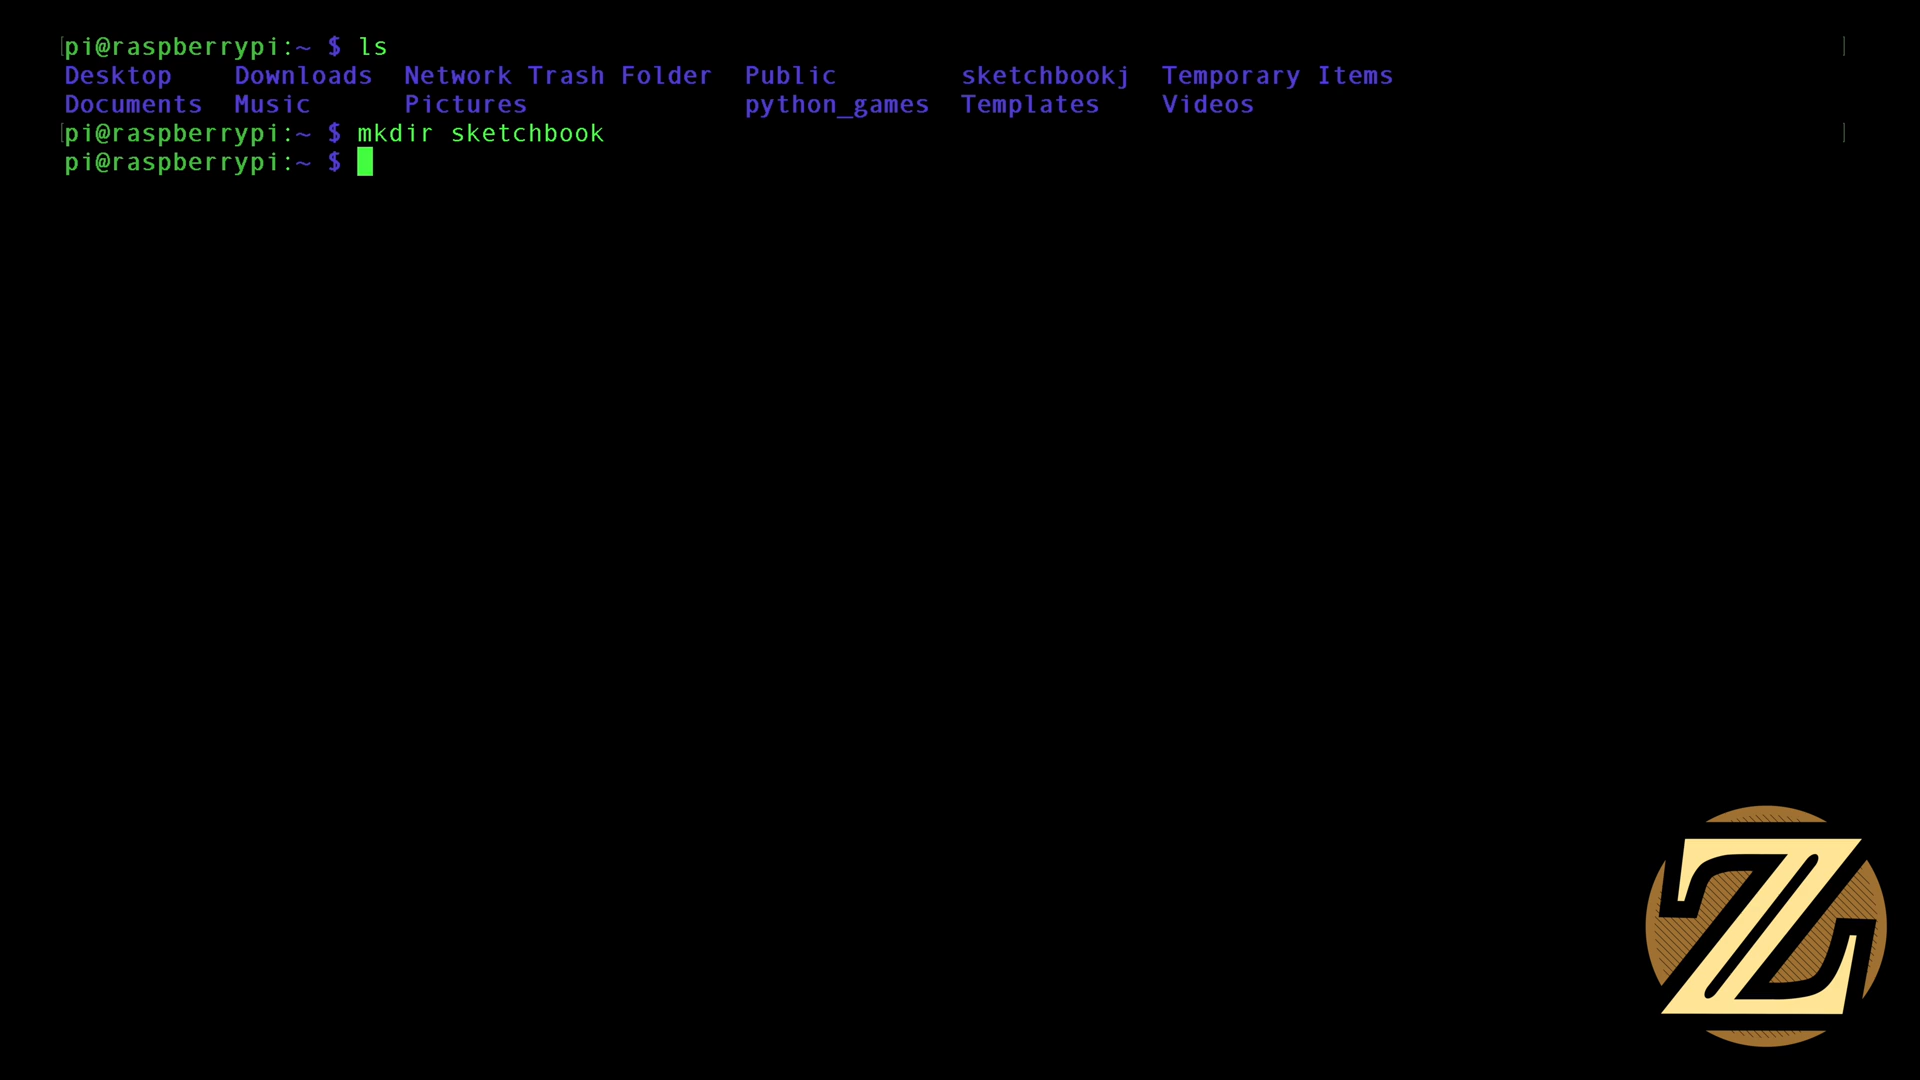 pi@raspberrypi:~ $ ls
Desktop    Downloads  Network Trash Folder  Public        sketchbookj  Temporary Items
Documents  Music      Pictures              python_games  Templates    Videos
pi@raspberrypi:~ $ mkdir sketchbook
pi@raspberrypi:~ $
Z